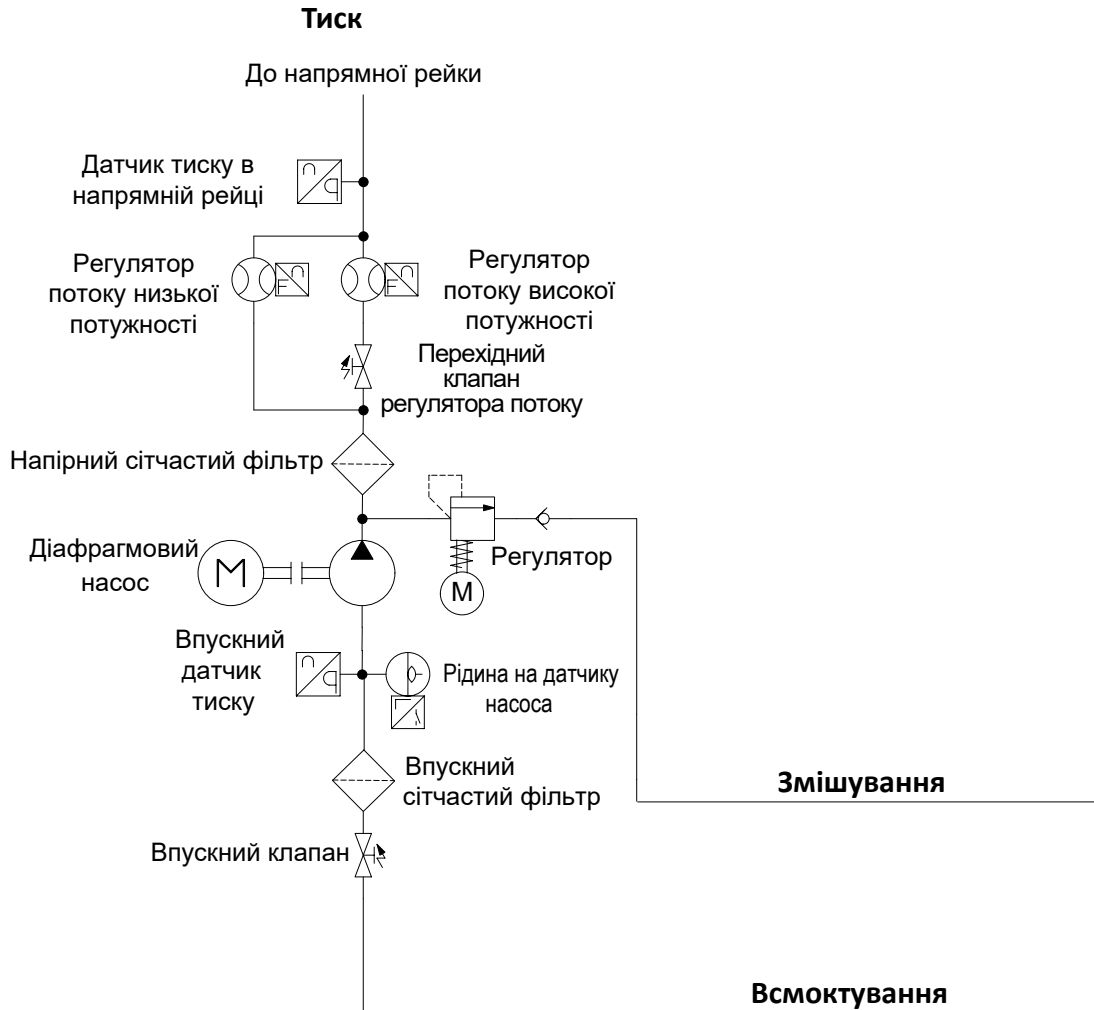 Тиск
До напрямної рейки
Датчик тиску в
напрямній рейці
Регулятор
потоку низької
потужності
Регулятор
потоку високої
потужності
Перехідний
клапан
регулятора потоку
Напірний сітчастий фільтр
Діафрагмовий
насос
M
Регулятор
M
Впускний
датчик
тиску
Рідина на датчику
насоса
Впускний
сітчастий фільтр
Змішування
Впускний клапан
Всмоктування